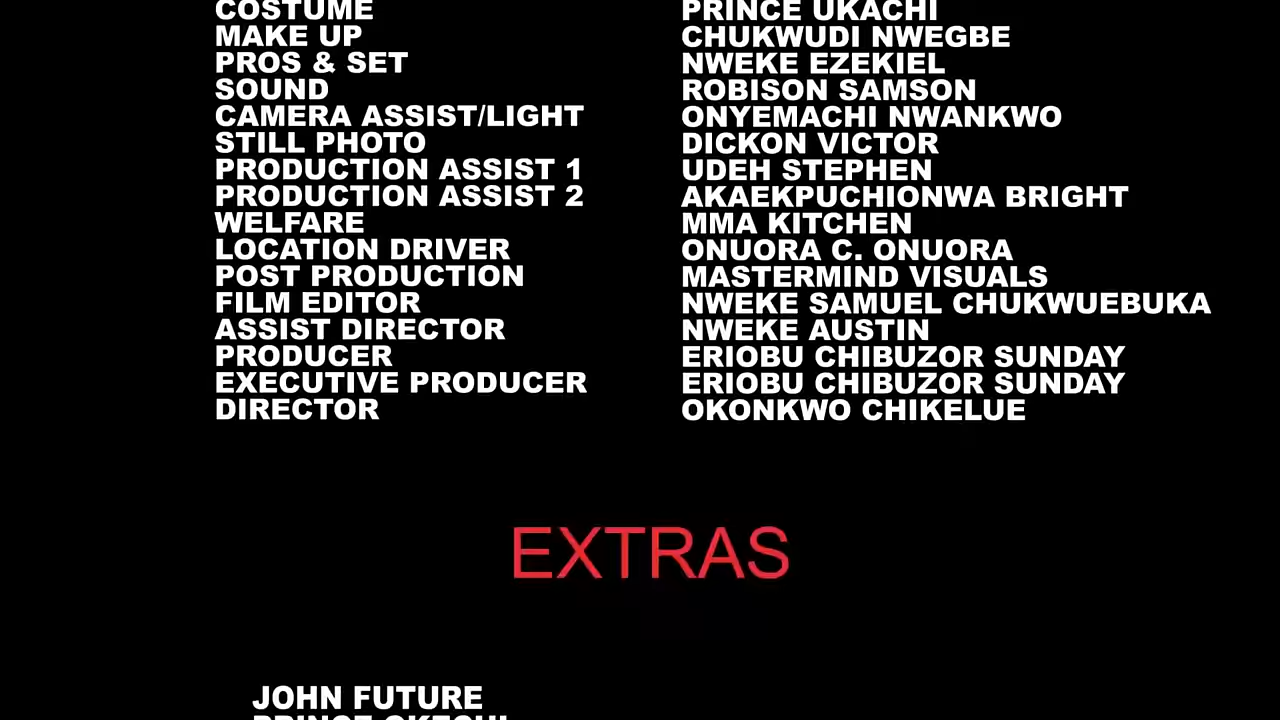 COSTUME PRINCE UKACHI
MAKE UP CHUKWUDI NWEGBE
PROS & SET NWEKE EZEKIEL
SOUND ROBISON SAMSON
CAMERA ASSIST/LIGHT ONYEMACHI NWANKWO
STILL PHOTO DICKON VICTOR
PRODUCTION ASSIST 1 UDEH STEPHEN
PRODUCTION ASSIST 2 AKAEKPUCHIONWA BRIGHT
WELFARE MMA KITCHEN
LOCATION DRIVER ONUORA C. ONUORA
POST PRODUCTION MASTERMIND VISUALS
FILM EDITOR NWEKE SAMUEL CHUKWUEBUKA
ASSIST DIRECTOR NWEKE AUSTIN
PRODUCER ERIOBU CHIBUZOR SUNDAY
EXECUTIVE PRODUCER ERIOBU CHIBUZOR SUNDAY
DIRECTOR OKONKWO CHIKELUE
EXTRAS
JOHN FUTURE
PRINCE OKECHI